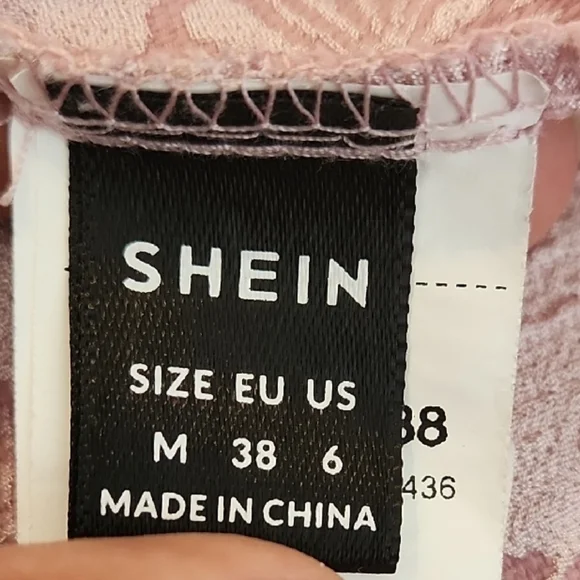 SHEIN
SIZE EU US
M 38 6
MADE IN CHINA
38
436